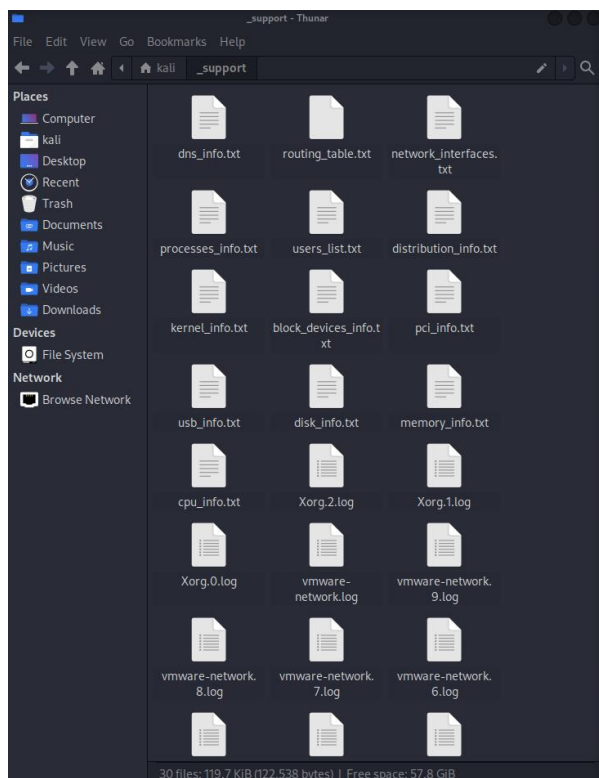 _support - Thunar
File Edit View Go Bookmarks Help
kali _support
Places
Computer
kali
Desktop
Recent
Trash
Documents
Music
Pictures
Videos
Downloads
Devices
File System
Network
Browse Network
dns_info.txt routing_table.txt network_interfaces.
txt
processes_info.txt users_list.txt distribution_info.txt
kernel_info.txt block_devices_info.t
xt
pci_info.txt
usb_info.txt disk_info.txt memory_info.txt
cpu_info.txt Xorg.2.log Xorg.1.log
Xorg.0.log vmware-
network.log
vmware-network.
9.log
vmware-network.
8.log
vmware-network.
7.log
vmware-network.
6.log
30 files: 119.7 KiB (122,538 bytes) | Free space: 57.8 GiB